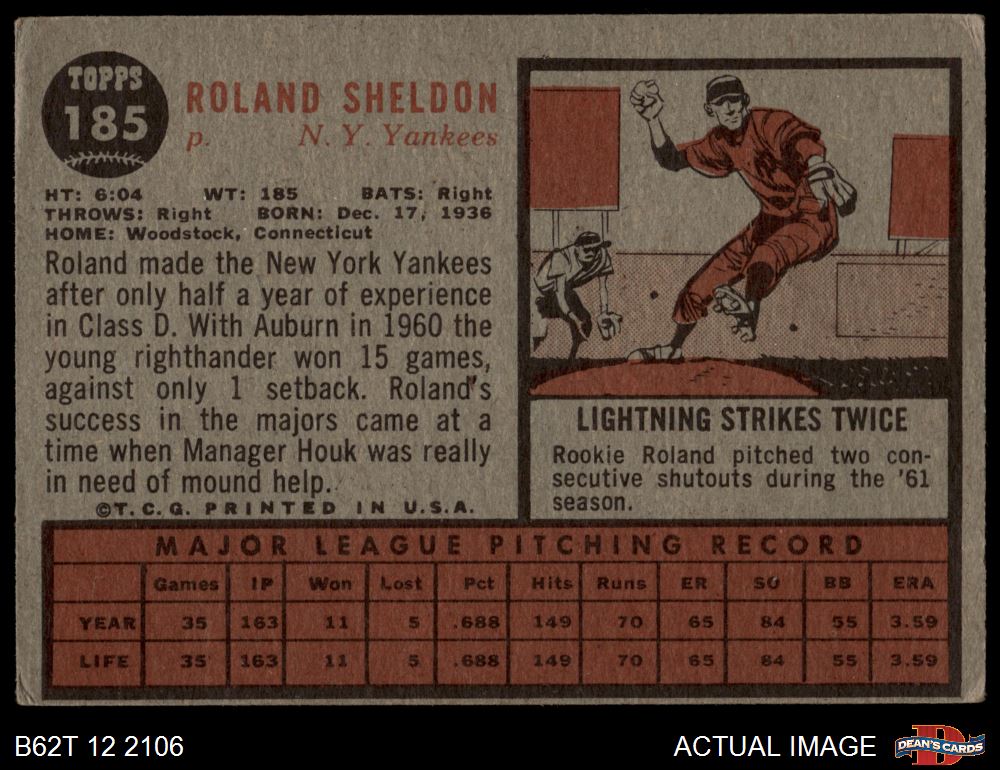 TOPPS
185
ROLAND SHELDON
p. N. Y. Yankees
HT: 6:04 WT: 185 BATS: Right
THROWS: Right BORN: Dec. 17, 1936
HOME: Woodstock, Connecticut
Roland made the New York Yankees
after only half a year of experience
in Class D. With Auburn in 1960 the
young righthander won 15 games,
against only 1 setback. Roland's
success in the majors came at a
time when Manager Houk was really
in need of mound help.
©T.C.G. PRINTED IN U.S.A.
LIGHTNING STRIKES TWICE
Rookie Roland pitched two con-
secutive shutouts during the '61
season.
MAJOR LEAGUE PITCHING RECORD
Games IP Won Lost Pct Hits Runs ER SO BB ERA
YEAR 35 163 11 5 .688 149 70 65 84 55 3.59
LIFE 35 163 11 5 .688 149 70 65 84 55 3.59
B62T 12 2106 ACTUAL IMAGE DEAN'S CARDS